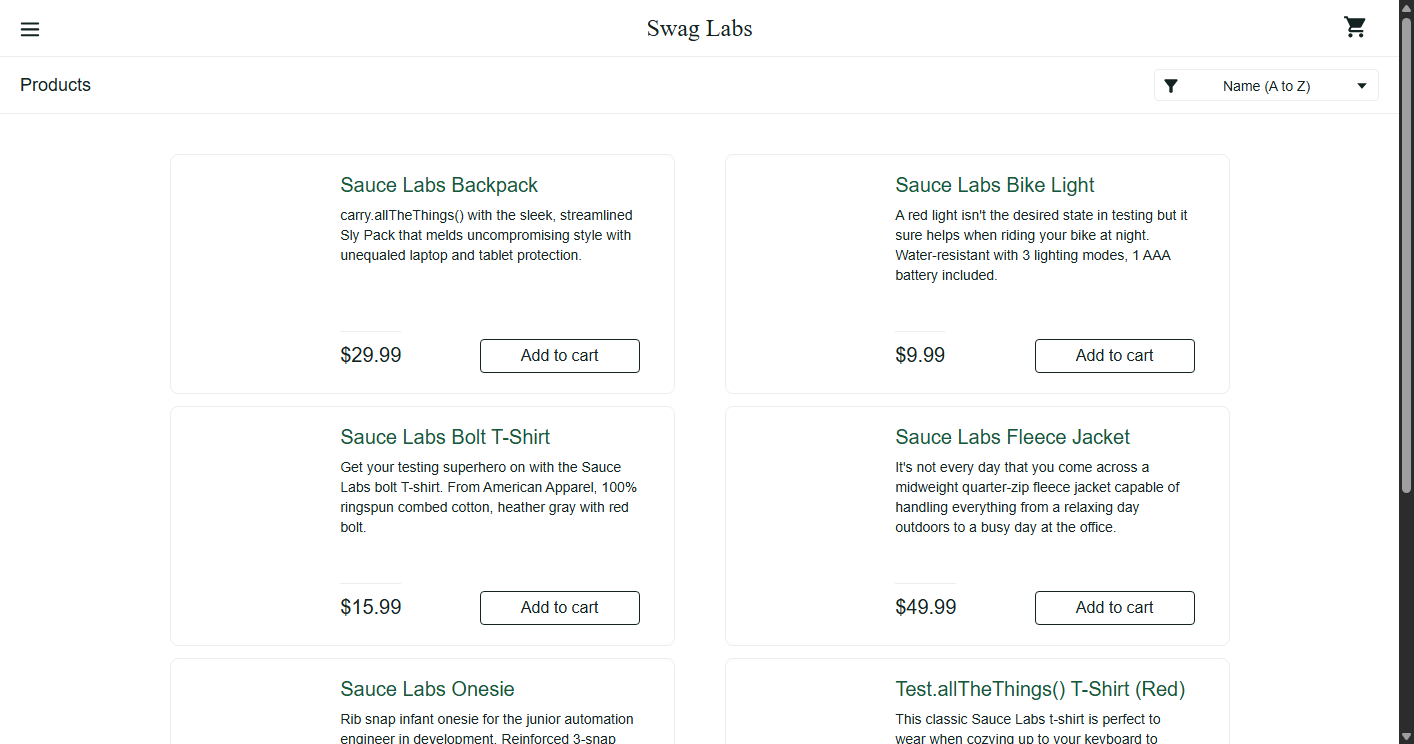 Swag Labs
Products
Name (A to Z)
Sauce Labs Backpack
carry.allTheThings() with the sleek, streamlined
Sly Pack that melds uncompromising style with
unequaled laptop and tablet protection.
$29.99
Add to cart
Sauce Labs Bike Light
A red light isn't the desired state in testing but it
sure helps when riding your bike at night.
Water-resistant with 3 lighting modes, 1 AAA
battery included.
$9.99
Add to cart
Sauce Labs Bolt T-Shirt
Get your testing superhero on with the Sauce
Labs bolt T-shirt. From American Apparel, 100%
ringspun combed cotton, heather gray with red
bolt.
$15.99
Add to cart
Sauce Labs Fleece Jacket
It's not every day that you come across a
midweight quarter-zip fleece jacket capable of
handling everything from a relaxing day
outdoors to a busy day at the office.
$49.99
Add to cart
Sauce Labs Onesie
Rib snap infant onesie for the junior automation
engineer in development. Reinforced 3-snap
Test.allTheThings() T-Shirt (Red)
This classic Sauce Labs t-shirt is perfect to
wear when cozying up to your keyboard to